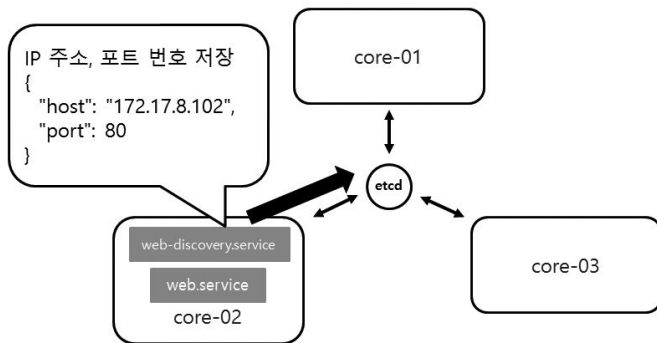 IP 주소, 포트 번호 저장
{
"host": "172.17.8.102",
"port": 80
}
core-01
etcd
web-discovery.service
web.service
core-02
core-03